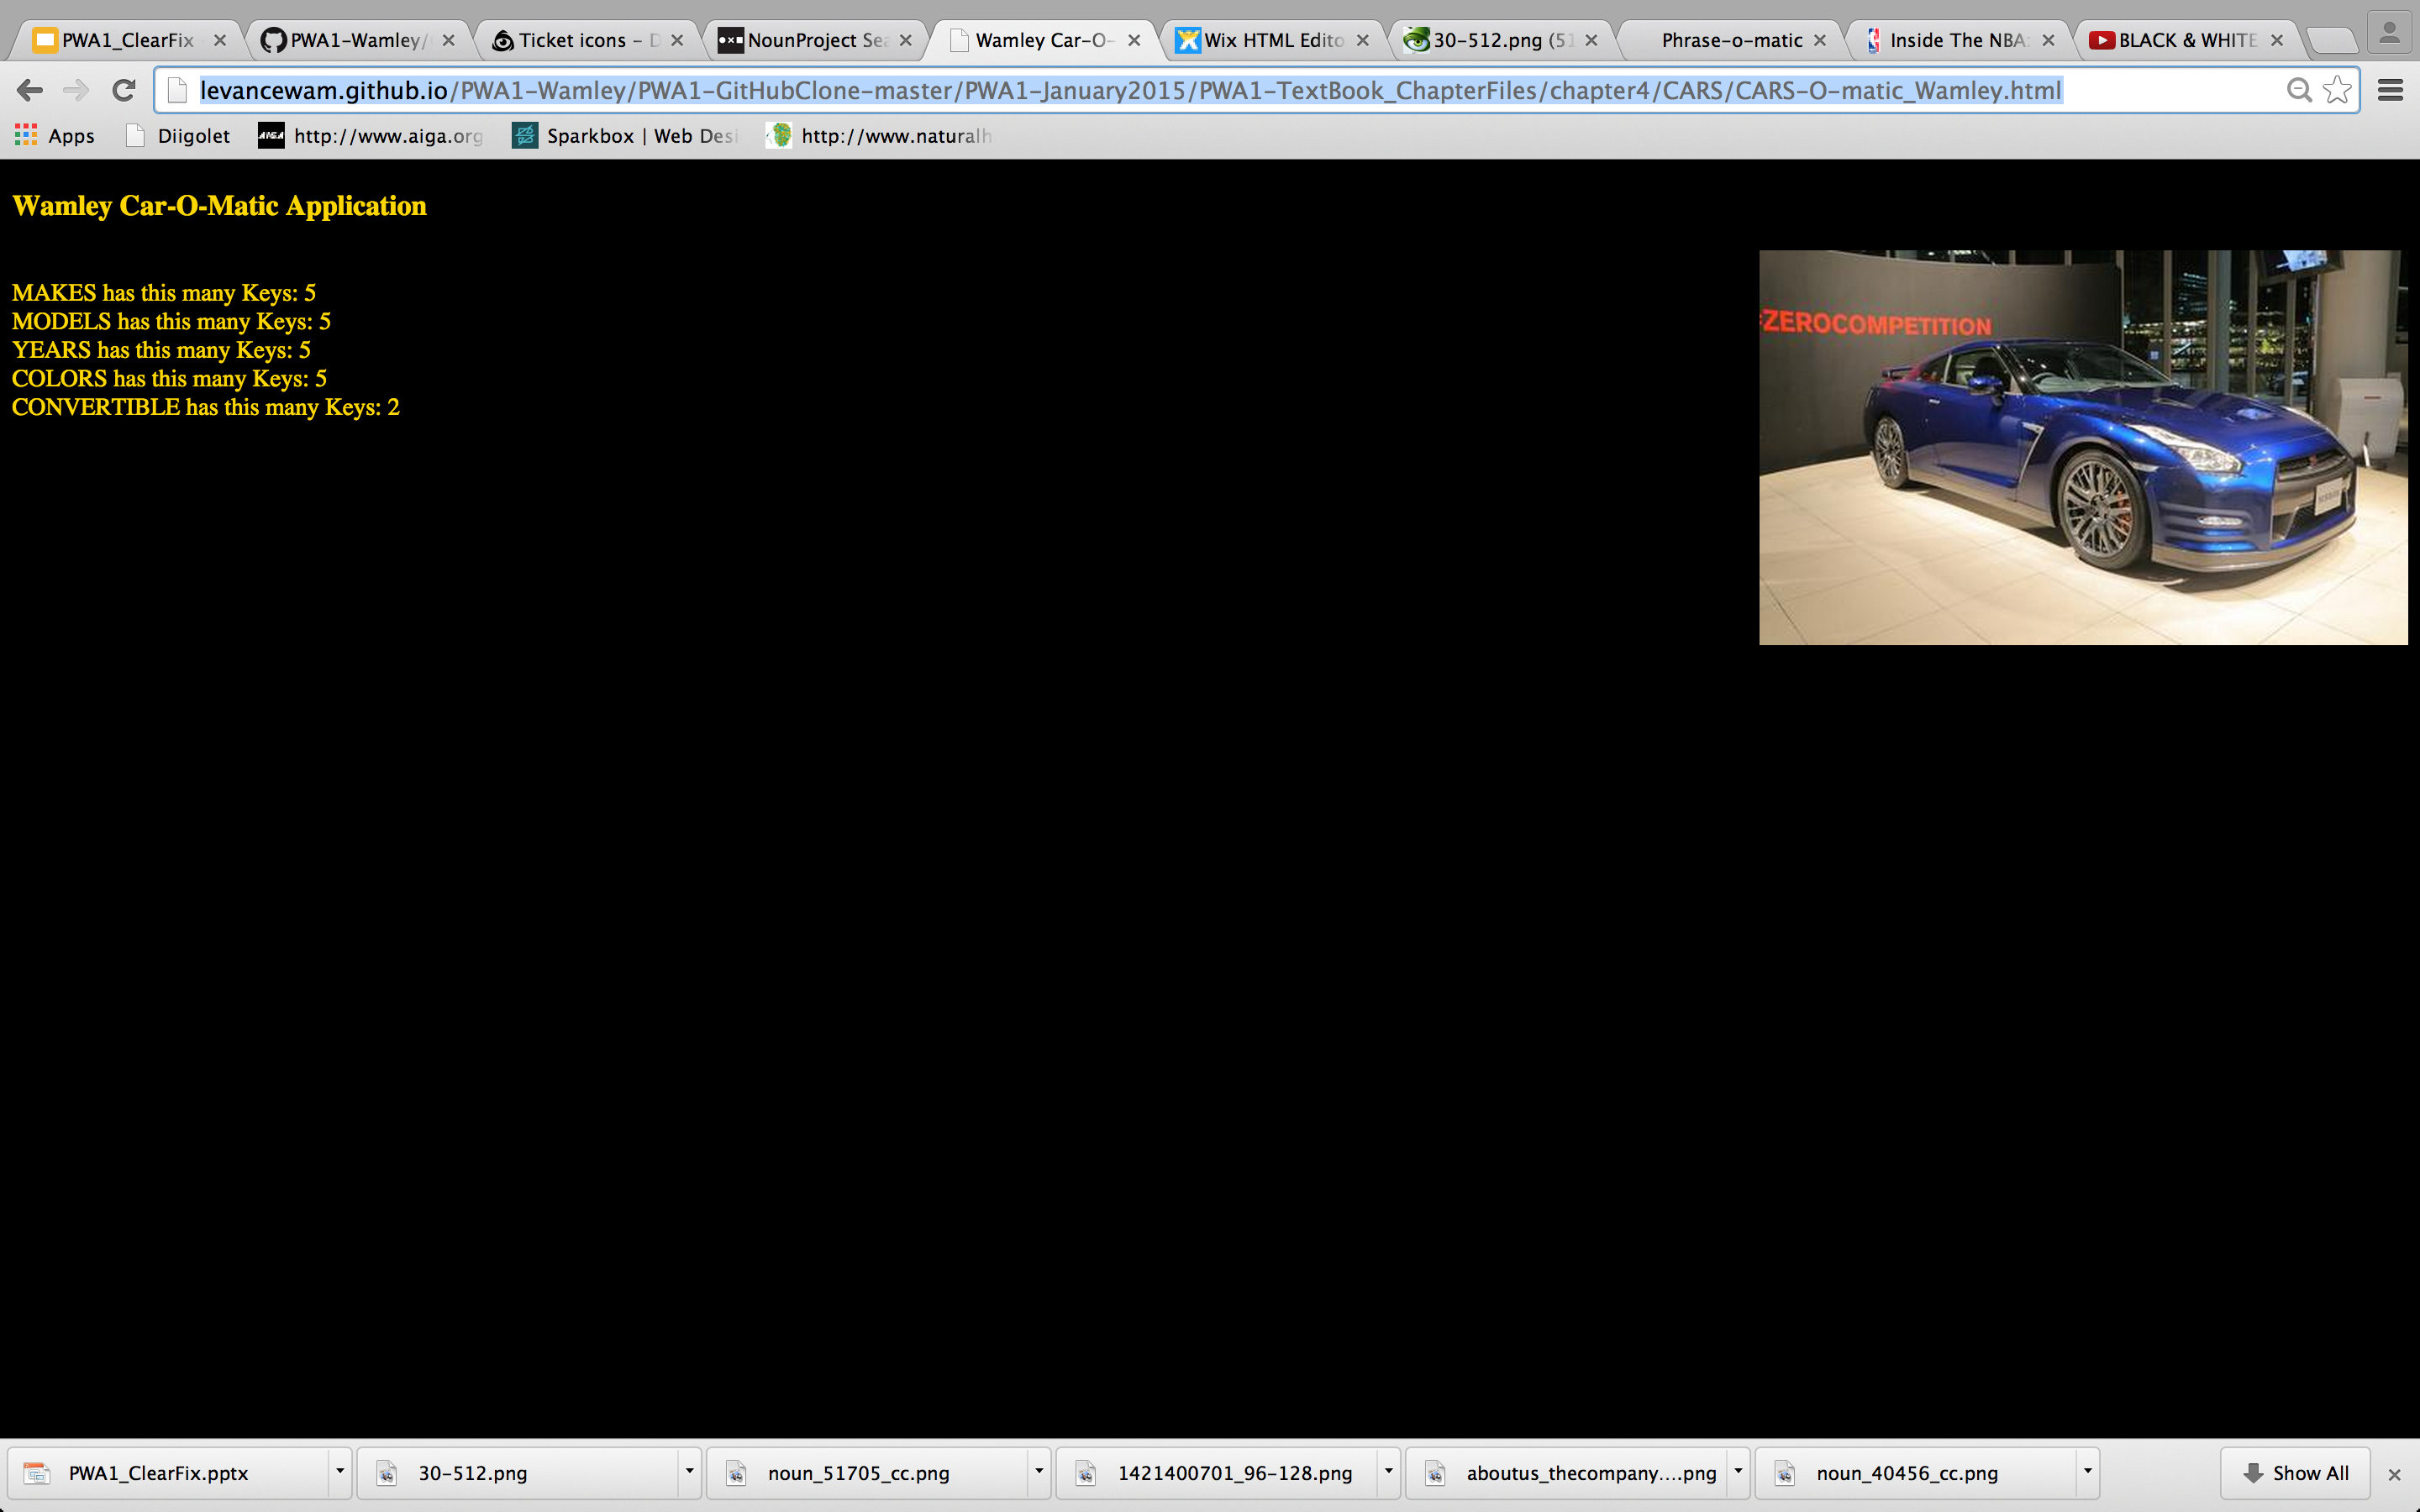 PWA1_ClearFix
PWA1-Wamley/
Ticket icons – D
NounProject Sea
Wamley Car-O-
Wix HTML Edito
30-512.png (51
Phrase-o-matic
Inside The NBA:
BLACK & WHITE
levancewam.github.io/PWA1-Wamley/PWA1-GitHubClone-master/PWA1-January2015/PWA1-TextBook_ChapterFiles/chapter4/CARS/CARS-O-matic_Wamley.html
Apps
Diigolet
http://www.aiga.org
Sparkbox | Web Desi
http://www.naturalh
Wamley Car-O-Matic Application
MAKES has this many Keys: 5
MODELS has this many Keys: 5
YEARS has this many Keys: 5
COLORS has this many Keys: 5
CONVERTIBLE has this many Keys: 2
#ZEROCOMPETITION
PWA1_ClearFix.pptx
30-512.png
noun_51705_cc.png
1421400701_96-128.png
aboutus_thecompany....png
noun_40456_cc.png
Show All